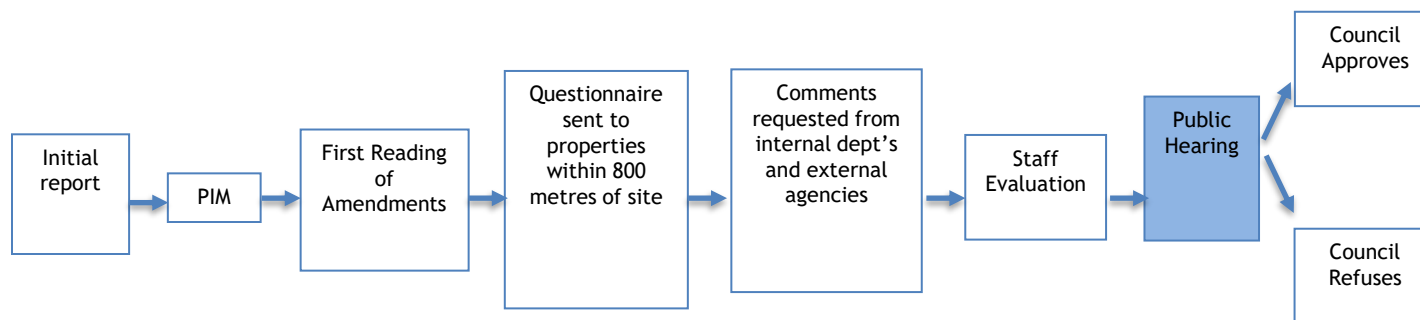 Initial
report
PIM
First Reading
of
Amendments
Questionnaire
sent to
properties
within 800
metres of site
Comments
requested from
internal dept’s
and external
agencies
Staff
Evaluation
Public
Hearing
Council
Approves
Council
Refuses